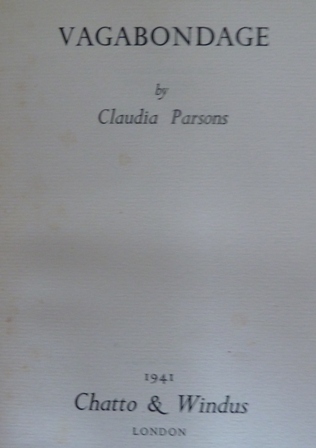 VAGABONDAGE
by
Claudia Parsons
1941
Chatto & Windus
LONDON